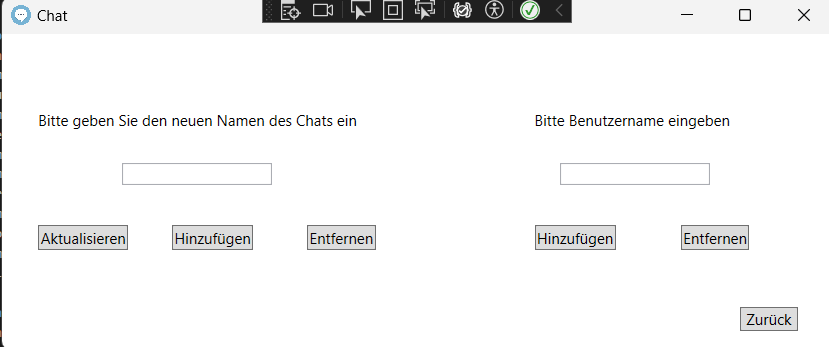 Chat
Bitte geben Sie den neuen Namen des Chats ein
Bitte Benutzername eingeben
Aktualisieren Hinzufügen Entfernen
Hinzufügen Entfernen
Zurück